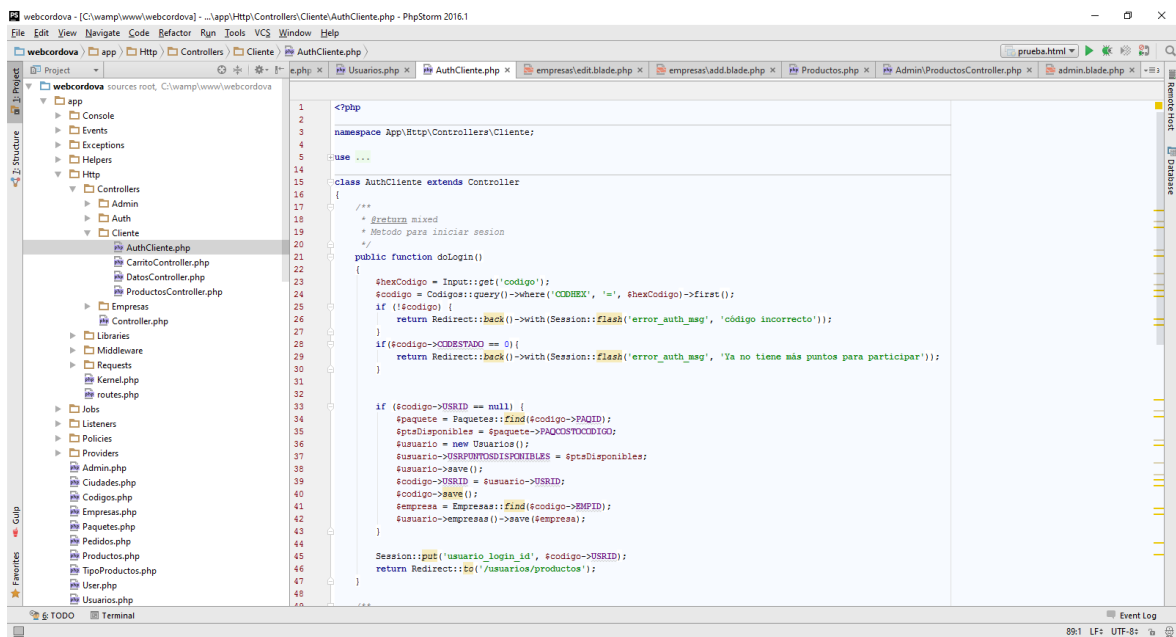 webcordova - [C:\wamp\www\webcordova] - ...\app\Http\Controllers\Cliente\AuthCliente.php - PhpStorm 2016.1
File Edit View Navigate Code Refactor Run Tools VCS Window Help
webcordova app Http Controllers Cliente AuthCliente.php
prueba.html
Project
e.php Usuarios.php AuthCliente.php empresas\edit.blade.php empresas\add.blade.php Productos.php Admin\ProductosController.php admin.blade.php
1: Project
7: Structure
Gulp
Favorites
webcordova sources root, C:\wamp\www\webcordova
app
Console
Events
Exceptions
Helpers
Http
Controllers
Admin
Auth
Cliente
AuthCliente.php
CarritoController.php
DatosController.php
ProductosController.php
Empresas
Controller.php
Libraries
Middleware
Requests
Kernel.php
routes.php
Jobs
Listeners
Policies
Providers
Admin.php
Ciudades.php
Codigos.php
Empresas.php
Paquetes.php
Pedidos.php
Productos.php
TipoProductos.php
User.php
Usuarios.php
1 <?php
2
3 namespace App\Http\Controllers\Cliente;
4
5 use ...
14
15 class AuthCliente extends Controller
16 {
17 /**
18 * @return mixed
19 * Metodo para iniciar sesion
20 */
21 public function doLogin()
22 {
23 $hexCodigo = Input::get('codigo');
24 $codigo = Codigos::query()->where('CODHEX', '=', $hexCodigo)->first();
25 if (!$codigo) {
26 return Redirect::back()->with(Session::flash('error_auth_msg', 'código incorrecto'));
27 }
28 if($codigo->CODESTADO == 0){
29 return Redirect::back()->with(Session::flash('error_auth_msg', 'Ya no tiene más puntos para participar'));
30 }
31
32
33 if ($codigo->USRID == null) {
34 $paquete = Paquetes::find($codigo->PAQID);
35 $ptsDisponibles = $paquete->PAQCOSTOCODIGO;
36 $usuario = new Usuarios();
37 $usuario->USRPUNTOSDISPONIBLES = $ptsDisponibles;
38 $usuario->save();
39 $codigo->USRID = $usuario->USRID;
40 $codigo->save();
41 $empresa = Empresas::find($codigo->EMPID);
42 $usuario->empresas()->save($empresa);
43 }
44
45 Session::put('usuario_login_id', $codigo->USRID);
46 return Redirect::to('/usuarios/productos');
47 }
48
49 /**
Remote Host
Database
6: TODO Terminal
Event Log
89:1 LF UTF-8